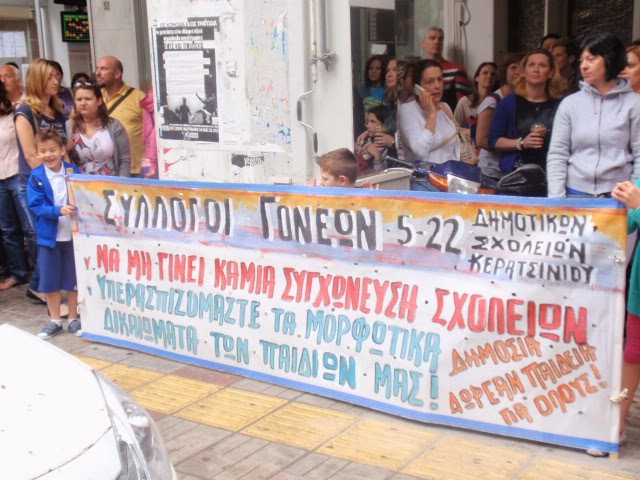 ΣΥΛΛΟΓΟΙ ΓΟΝΕΩΝ 5-22 ΔΗΜΟΤΙΚΩΝ
ΣΧΟΛΕΙΩΝ
ΚΕΡΑΤΣΙΝΙΟΥ
ΝΑ ΜΗ ΓΙΝΕΙ ΚΑΜΙΑ ΣΥΓΧΩΝΕΥΣΗ ΣΧΟΛΕΙΩΝ
ΥΠΕΡΑΣΠΙΖΟΜΑΣΤΕ ΤΑ ΜΟΡΦΩΤΙΚΑ
ΔΙΚΑΙΩΜΑΤΑ ΤΩΝ ΠΑΙΔΙΩΝ ΜΑΣ!
ΔΗΜΟΣΙΑ
ΔΩΡΕΑΝ ΠΑΙΔΕΙΑ
ΓΙΑ ΟΛΟΥΣ!